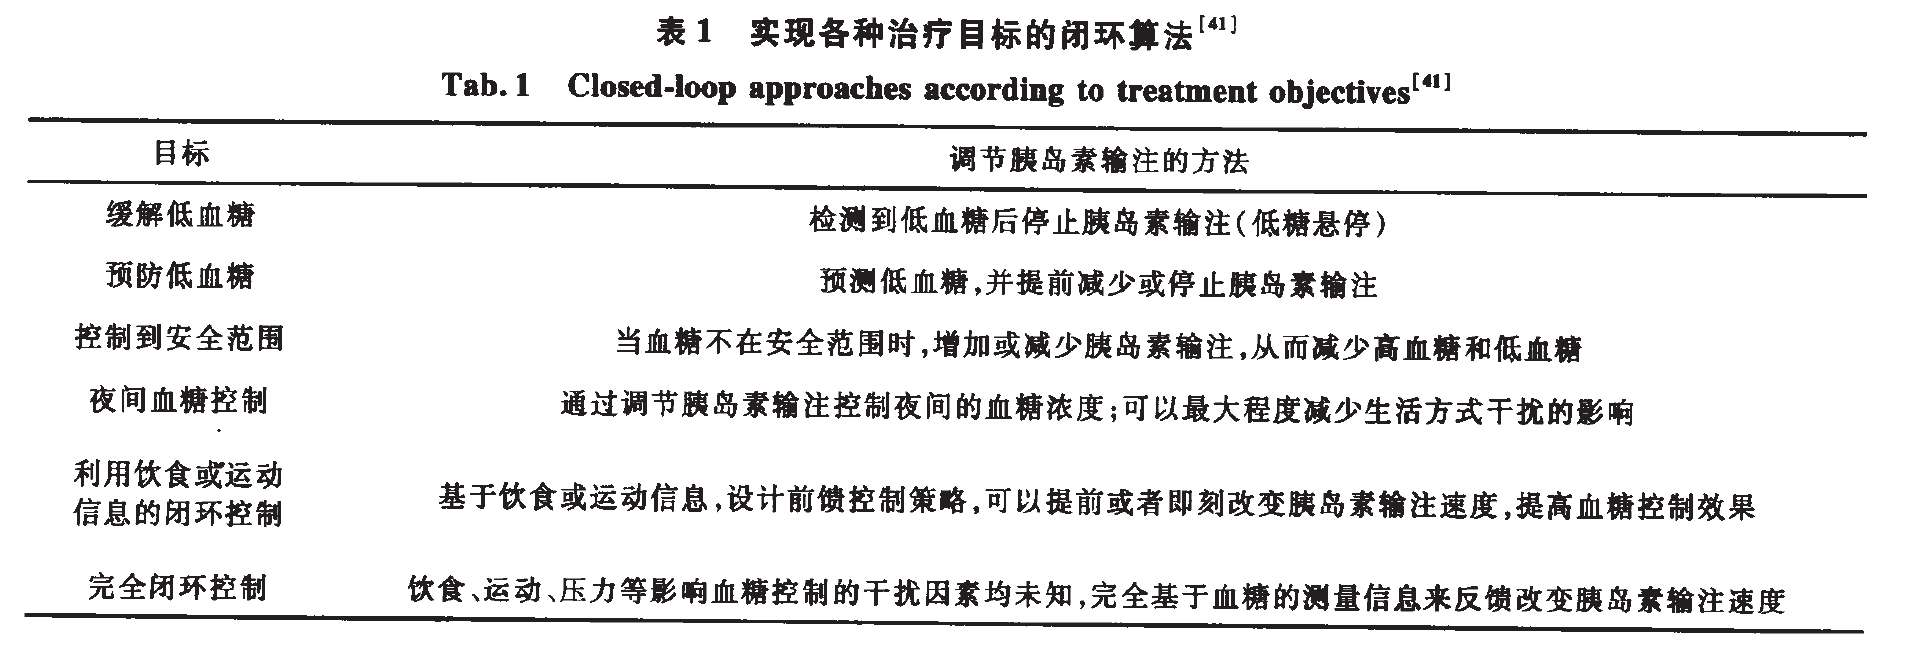 表1 实现各种治疗目标的闭环算法[41]
Tab.1 Closed-loop approaches according to treatment objectives[41]
目标 调节胰岛素输注的方法
缓解低血糖 检测到低血糖后停止胰岛素输注(低糖悬停)
预防低血糖 预测低血糖,并提前减少或停止胰岛素输注
控制到安全范围 当血糖不在安全范围时,增加或减少胰岛素输注,从而减少高血糖和低血糖
夜间血糖控制 通过调节胰岛素输注控制夜间的血糖浓度;可以最大程度减少生活方式干扰的影响
利用饮食或运动
信息的闭环控制 基于饮食或运动信息,设计前馈控制策略,可以提前或者即刻改变胰岛素输注速度,提高血糖控制效果
完全闭环控制 饮食、运动、压力等影响血糖控制的干扰因素均未知,完全基于血糖的测量信息来反馈改变胰岛素输注速度